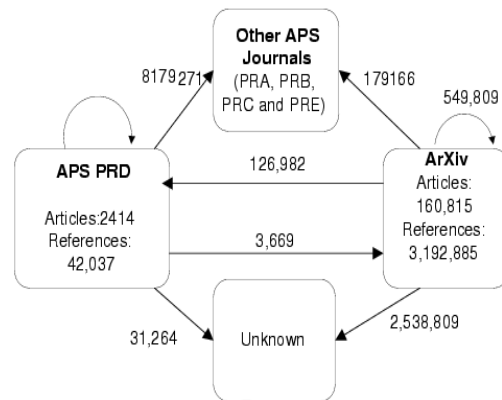 Other APS
Journals
(PRA, PRB,
PRC and PRE)
8179
271
179166
549,809
APS PRD
Articles:2414
References:
42,037
126,982
3,669
ArXiv
Articles:
160,815
References:
3,192,885
31,264
Unknown
2,538,809